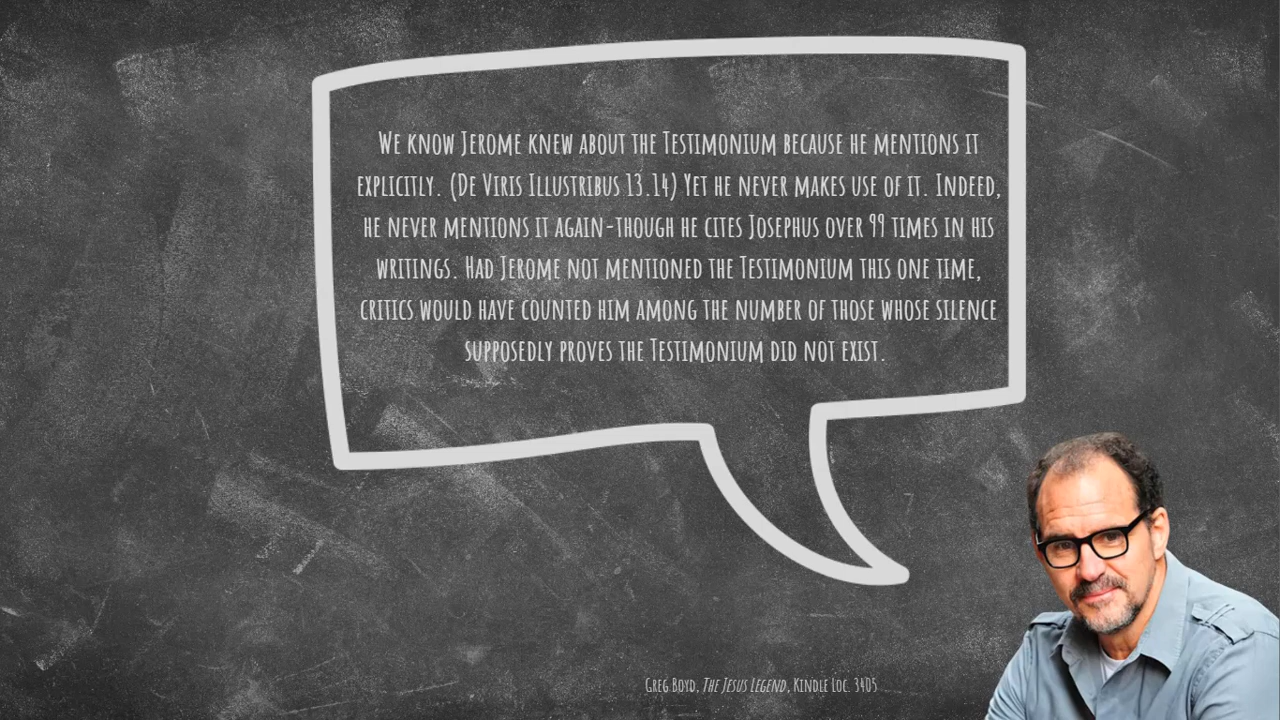 We know Jerome knew about the Testimonium because he mentions it
explicitly. (De Viris Illustribus 13.14) Yet he never makes use of it. Indeed,
he never mentions it again-though he cites Josephus over 99 times in his
writings. Had Jerome not mentioned the Testimonium this one time,
critics would have counted him among the number of those whose silence
supposedly proves the Testimonium did not exist.
Greg Boyd, The Jesus Legend, Kindle Loc. 3405